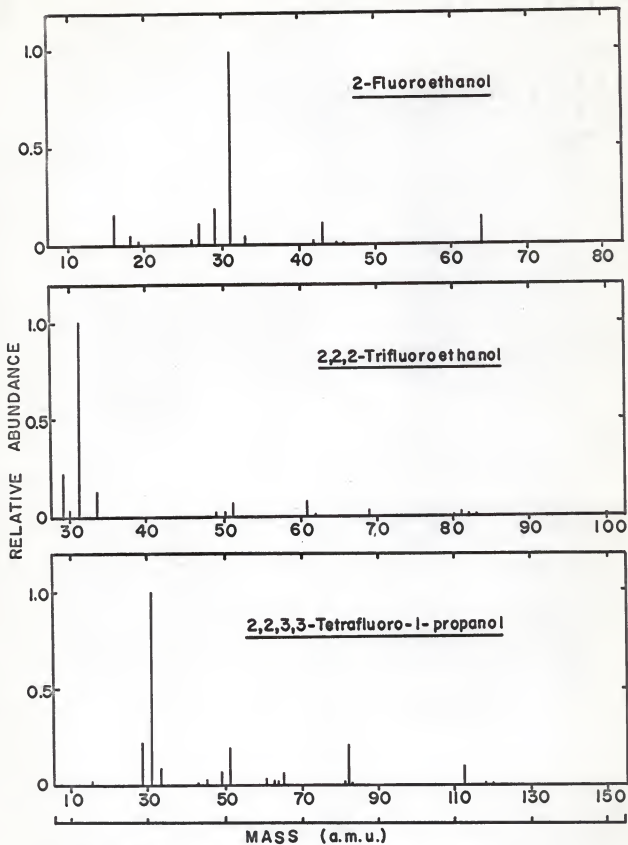 2-Fluoroethanol
1.0
0.5
0
10 20 30 40 50 60 70 80
2,2,2-Trifluoroethanol
1.0
0.5
0
30 40 50 60 70 80 90 100
RELATIVE ABUNDANCE
2,2,3,3-Tetrafluoro-1-propanol
1.0
0.5
0
10 30 50 70 90 110 130 150
MASS (a.m.u.)